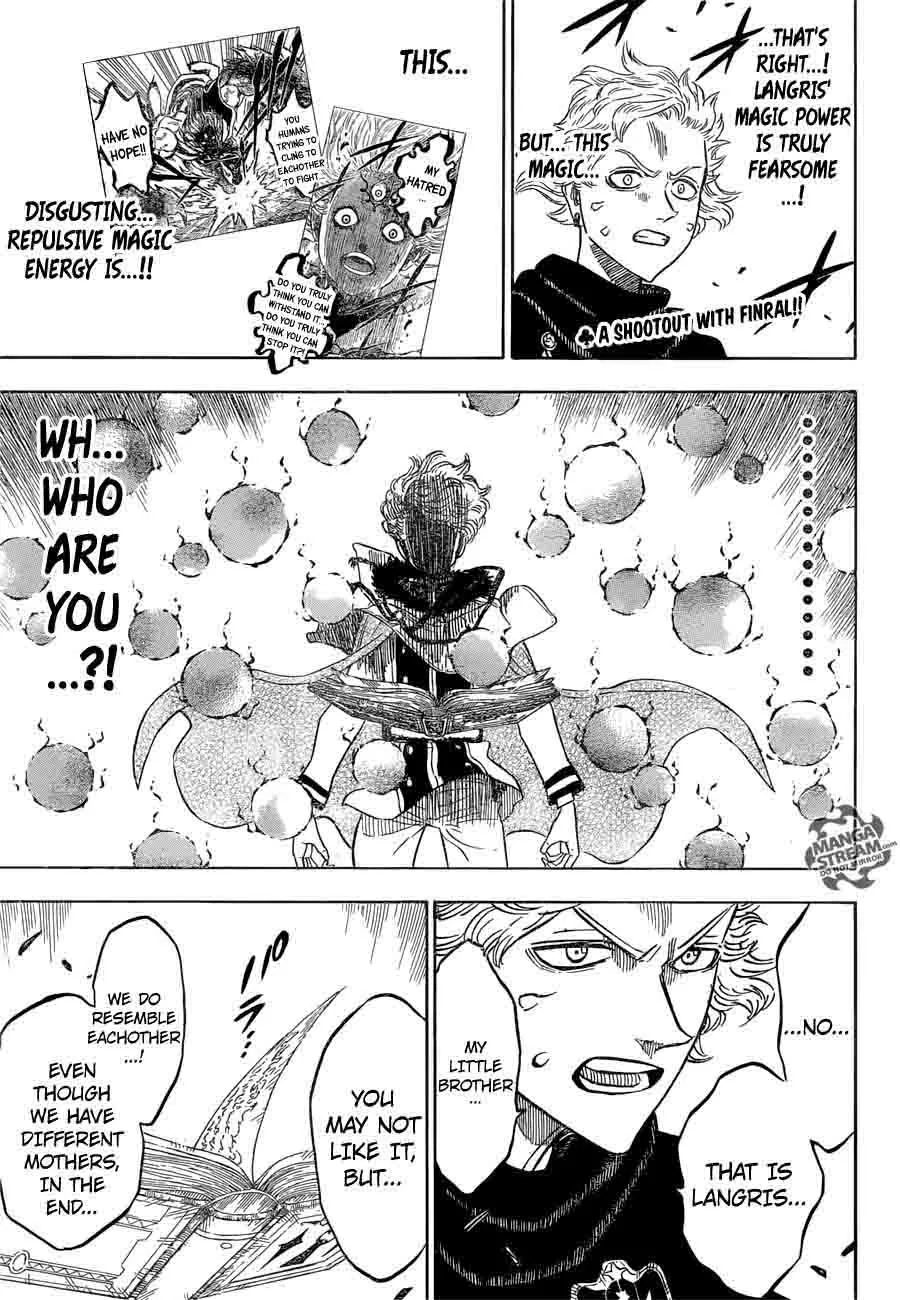 ...THAT'S
RIGHT...!
LANGRIS'
MAGIC POWER
IS TRULY
FEARSOME
...!
BUT... THIS
MAGIC...
♣A SHOOTOUT WITH FINRAL!!
THIS...
YOU
HUMANS
TRYING TO
CLING TO
EACHOTHER
TO FIGHT...
HAVE NO
HOPE!!
MY
HATRED
...
DO YOU TRULY
THINK YOU CAN
WITHSTAND IT.
DO YOU TRULY
THINK YOU CAN
STOP IT?!
DISGUSTING...
REPULSIVE MAGIC
ENERGY IS...!!
WH...
WHO
ARE
YOU
...?!
MANGA
STREAM.com
DO NOT MIRROR
...NO...
THAT IS
LANGRIS...
MY
LITTLE
BROTHER
...
YOU
MAY NOT
LIKE IT,
BUT...
WE DO
RESEMBLE
EACHOTHER
...!
EVEN
THOUGH
WE HAVE
DIFFERENT
MOTHERS,
IN THE
END...